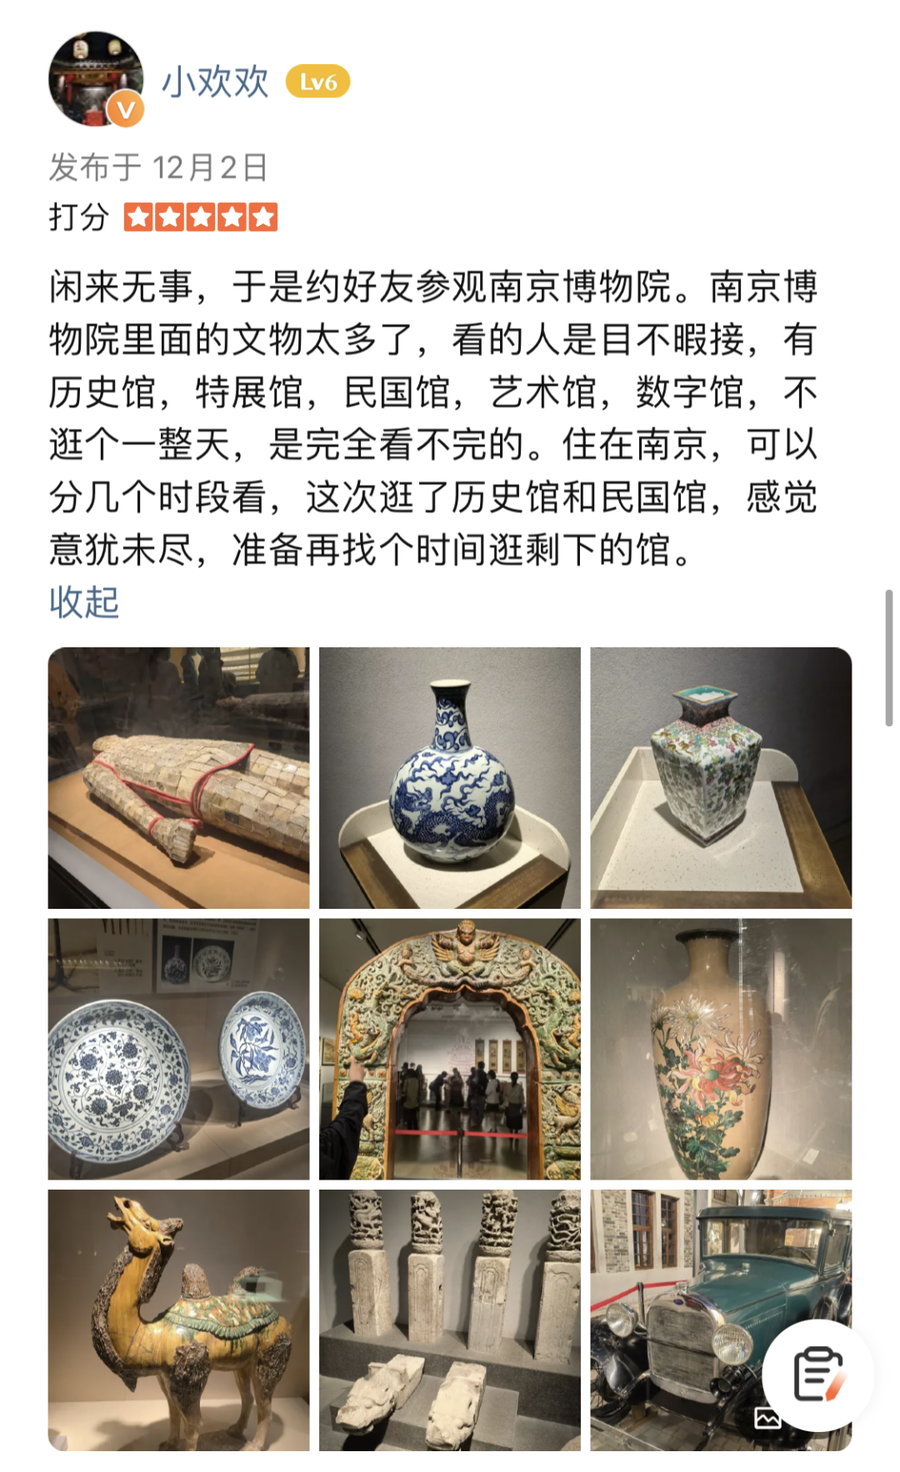 小欢欢 Lv6
V
发布于 12月2日
打分
闲来无事，于是约好友参观南京博物院。南京博
物院里面的文物太多了，看的人是目不暇接，有
历史馆，特展馆，民国馆，艺术馆，数字馆，不
逛个一整天，是完全看不完的。住在南京，可以
分几个时段看，这次逛了历史馆和民国馆，感觉
意犹未尽，准备再找个时间逛剩下的馆。
收起